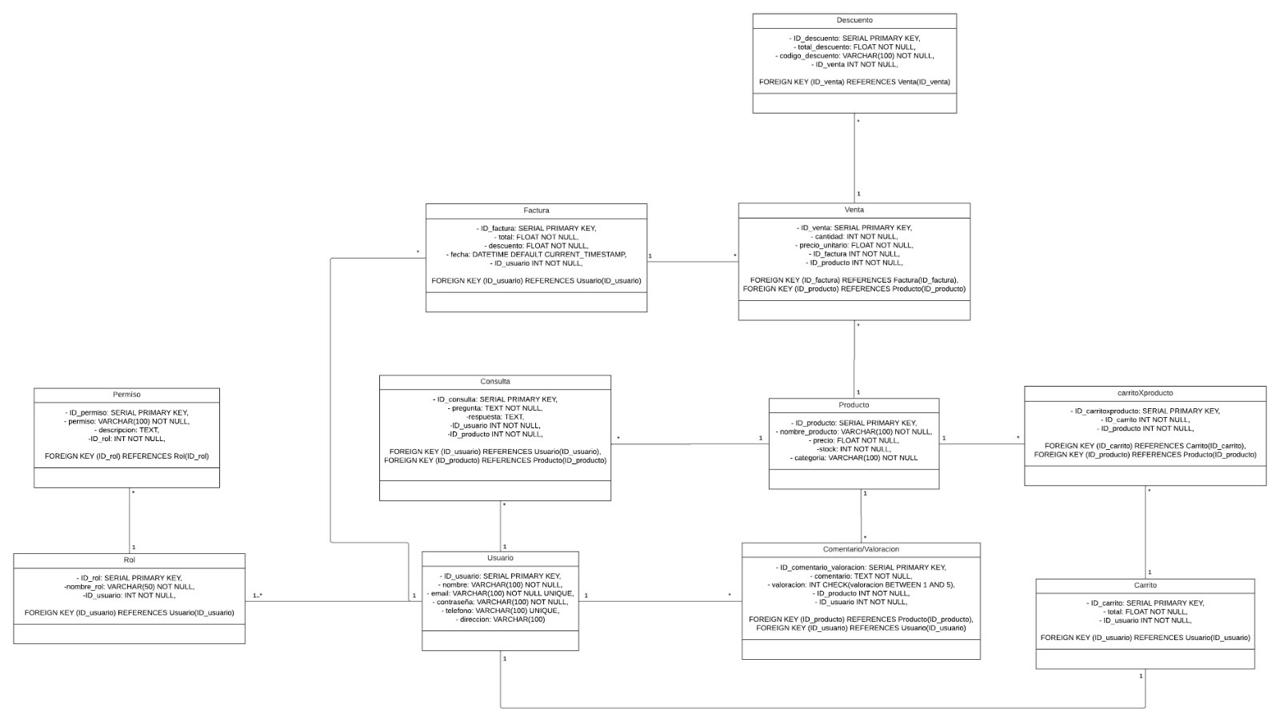 Descuento
- ID_descuento: SERIAL PRIMARY KEY,
- total_descuento: FLOAT NOT NULL,
- codigo_descuento: VARCHAR(100) NOT NULL,
- ID_venta INT NOT NULL,
FOREIGN KEY (ID_venta) REFERENCES Venta(ID_venta)
*
1
Factura
- ID_factura: SERIAL PRIMARY KEY,
- total: FLOAT NOT NULL,
- descuento: FLOAT NOT NULL,
- fecha: DATETIME DEFAULT CURRENT_TIMESTAMP,
- ID_usuario INT NOT NULL,
FOREIGN KEY (ID_usuario) REFERENCES Usuario(ID_usuario)
*
1
*
Venta
- ID_venta: SERIAL PRIMARY KEY,
- cantidad: INT NOT NULL,
- precio_unitario: FLOAT NOT NULL,
- ID_factura INT NOT NULL,
- ID_producto INT NOT NULL,
FOREIGN KEY (ID_factura) REFERENCES Factura(ID_factura),
FOREIGN KEY (ID_producto) REFERENCES Producto(ID_producto)
*
1
Permiso
- ID_permiso: SERIAL PRIMARY KEY,
- permiso: VARCHAR(100) NOT NULL,
- descripcion: TEXT,
-ID_rol: INT NOT NULL,
FOREIGN KEY (ID_rol) REFERENCES Rol(ID_rol)
*
1
Consulta
- ID_consulta: SERIAL PRIMARY KEY,
- pregunta: TEXT NOT NULL,
-respuesta: TEXT,
-ID_usuario INT NOT NULL,
-ID_producto INT NOT NULL,
FOREIGN KEY (ID_usuario) REFERENCES Usuario(ID_usuario),
FOREIGN KEY (ID_producto) REFERENCES Producto(ID_producto)
*
1
*
1
Producto
- ID_producto: SERIAL PRIMARY KEY,
- nombre_producto: VARCHAR(100) NOT NULL,
- precio: FLOAT NOT NULL,
-stock: INT NOT NULL,
- categoria: VARCHAR(100) NOT NULL
1
*
1
*
carritoXproducto
- ID_carritoxproducto: SERIAL PRIMARY KEY,
- ID_carrito INT NOT NULL,
- ID_producto INT NOT NULL,
FOREIGN KEY (ID_carrito) REFERENCES Carrito(ID_carrito),
FOREIGN KEY (ID_producto) REFERENCES Producto(ID_producto)
*
1
Rol
- ID_rol: SERIAL PRIMARY KEY,
-nombre_rol: VARCHAR(50) NOT NULL,
-ID_usuario: INT NOT NULL,
FOREIGN KEY (ID_usuario) REFERENCES Usuario(ID_usuario)
1..*
1
Usuario
- ID_usuario: SERIAL PRIMARY KEY,
- nombre: VARCHAR(100) NOT NULL,
- email: VARCHAR(100) NOT NULL UNIQUE,
- contraseña: VARCHAR(100) NOT NULL,
- telefono: VARCHAR(100) UNIQUE,
- direccion: VARCHAR(100)
1
*
1
Comentario/Valoracion
- ID_comentario_valoracion: SERIAL PRIMARY KEY,
- comentario: TEXT NOT NULL,
- valoracion: INT CHECK(valoracion BETWEEN 1 AND 5),
- ID_producto INT NOT NULL,
- ID_usuario INT NOT NULL,
FOREIGN KEY (ID_producto) REFERENCES Producto(ID_producto),
FOREIGN KEY (ID_usuario) REFERENCES Usuario(ID_usuario)
Carrito
- ID_carrito: SERIAL PRIMARY KEY,
- total: FLOAT NOT NULL,
- ID_usuario INT NOT NULL,
FOREIGN KEY (ID_usuario) REFERENCES Usuario(ID_usuario)
1